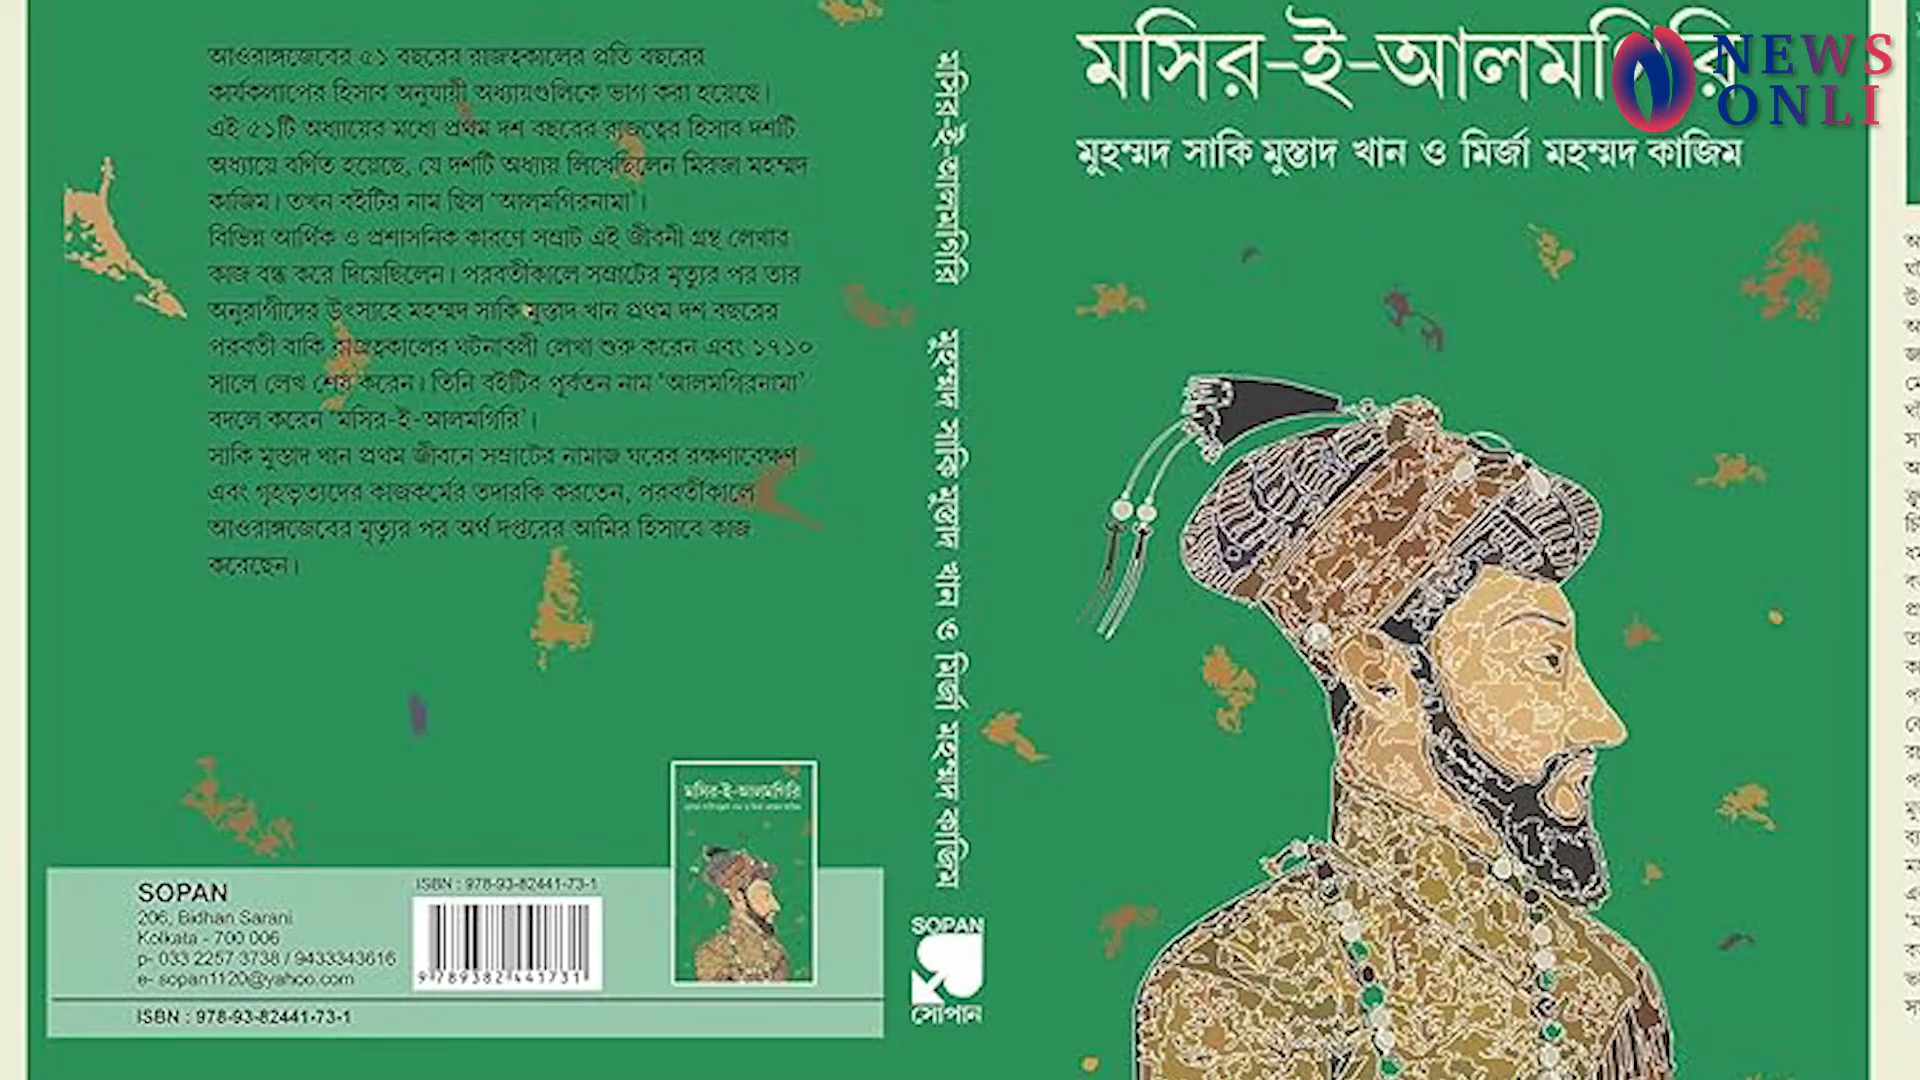 আওরাঙ্গজেবের ৫১ বছরের রাজত্বকালের প্রতি বছরের
কার্যকলাপের হিসাব অনুযায়ী অধ্যায়গুলিকে ভাগ করা হয়েছে।
এই ৫১টি অধ্যায়ের মধ্যে প্রথম দশ বছরের রাজত্বের হিসাব দশটি
অধ্যায়ে বর্ণিত হয়েছে, যে দশটি অধ্যায় লিখেছিলেন মিরজা মহম্মদ
কাজিম। তখন বইটির নাম ছিল ‘আলমগিরনামা’।
বিভিন্ন আর্থিক ও প্রশাসনিক কারণে সম্রাট এই জীবনী গ্রন্থ লেখার
কাজ বন্ধ করে দিয়েছিলেন। পরবর্তীকালে সম্রাটের মৃত্যুর পর তার
অনুরাগীদের উৎসাহে মহম্মদ সাকি মুস্তাদ খান প্রথম দশ বছরের
পরবর্তী বাকি রাজত্বকালের ঘটনাবলী লেখা শুরু করেন এবং ১৭১০
সালে লেখ শেষ করেন। তিনি বইটির পূর্বতন নাম ‘আলমগিরনামা’
বদলে করেন ‘মসির-ই-আলমগিরি’।
সাকি মুস্তাদ খান প্রথম জীবনে সম্রাটের নামাজ ঘরের রক্ষণাবেক্ষণ
এবং গৃহভৃত্যদের কাজকর্মের তদারকি করতেন, পরবর্তীকালে
আওরাঙ্গজেবের মৃত্যুর পর অর্থ দপ্তরের আমির হিসাবে কাজ
করেছেন।
SOPAN
206, Bidhan Sarani
Kolkata - 700 006
p- 033 2257 3738 / 9433343616
e- sopan1120@yahoo.com
ISBN : 978-93-82441-73-1
ISBN : 978-93-82441-73-1
9 789382 441731
মসির-ই-আলমগিরি
মসির-ই-আলমগিরি মুহম্মদ সাকি মুস্তাদ খান ও মির্জা মহম্মদ কাজিম
SOPAN
সোপান
মসির-ই-আলমগিরি
মুহম্মদ সাকি মুস্তাদ খান ও মির্জা মহম্মদ কাজিম
NEWS
ONLI